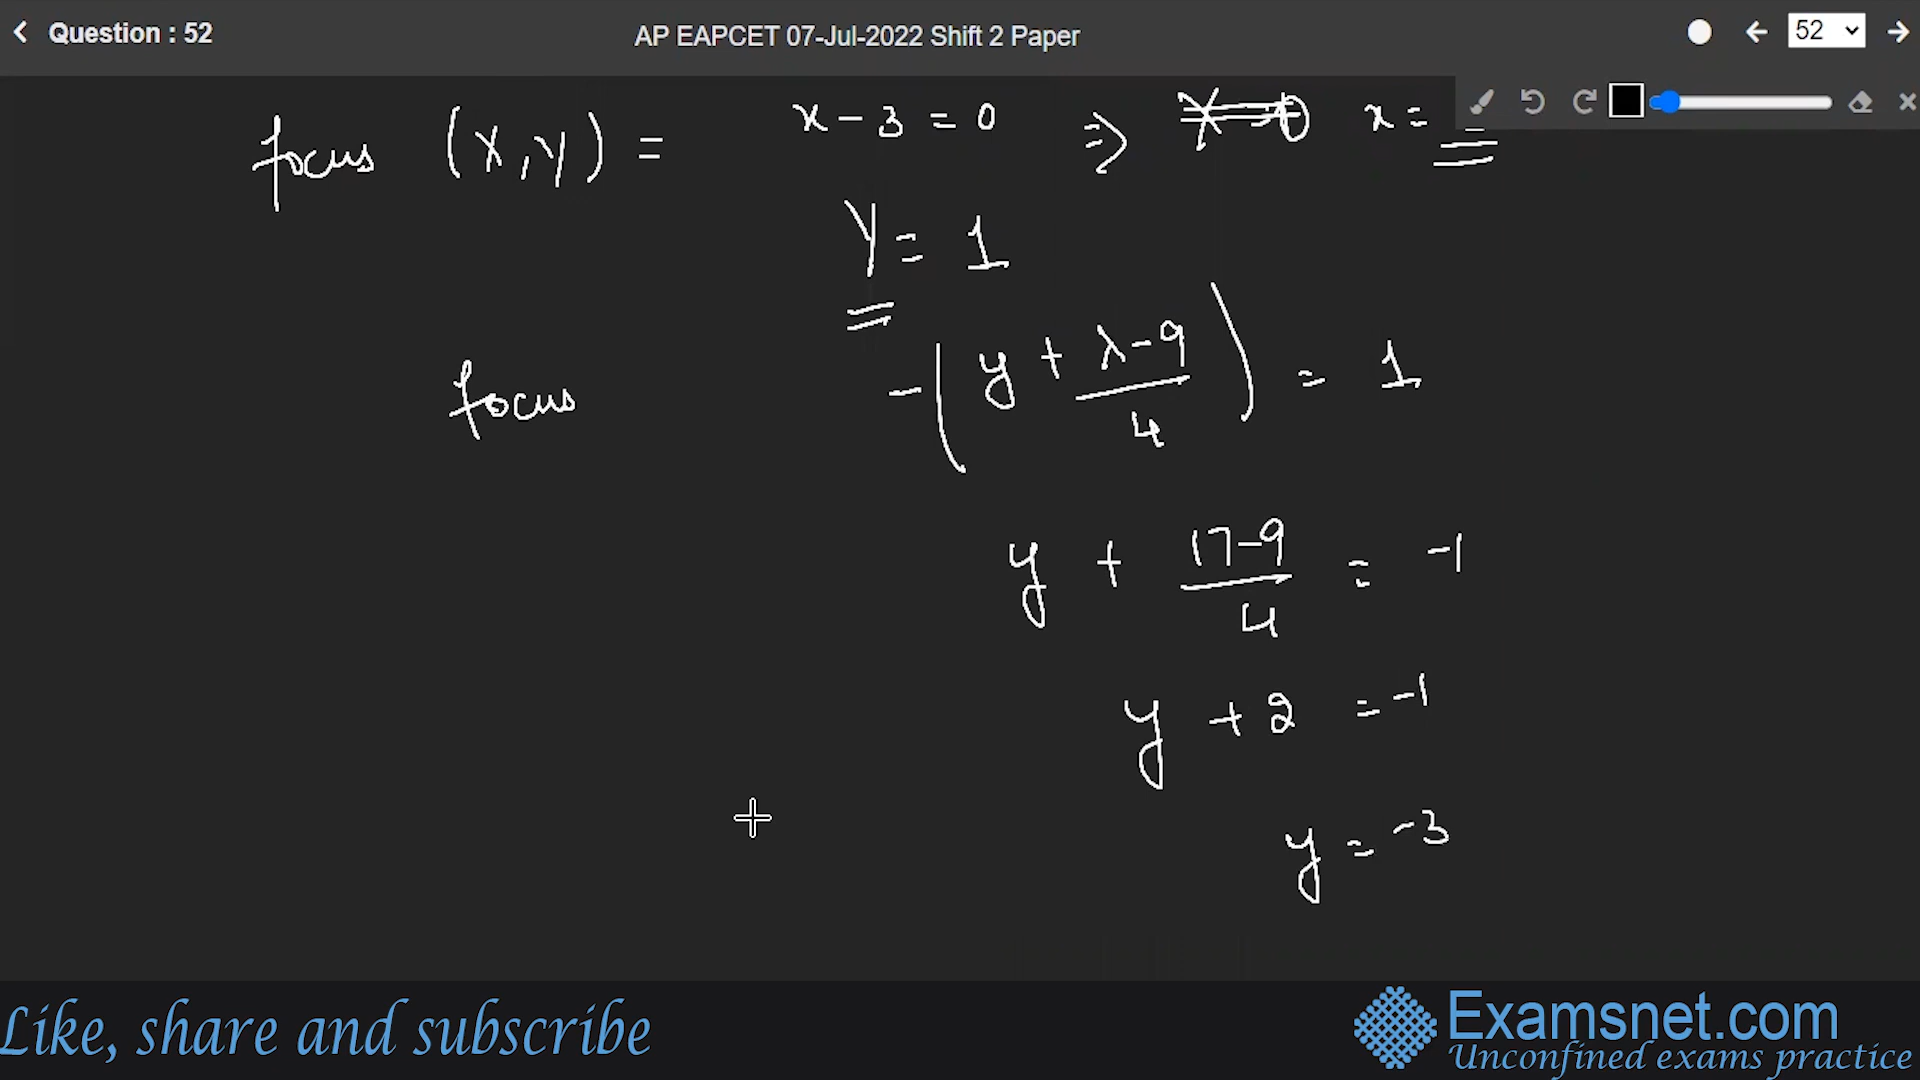 Question : 52
AP EAPCET 07-Jul-2022 Shift 2 Paper
52
focus (x, y) = x - 3 = 0 ⇒ x =
Y = 1
focus -(y + (λ-9)/4) = 1
y + (17-9)/4 = -1
y + 2 = -1
y = -3
Like, share and subscribe
Examsnet.com
Unconfined exams practice